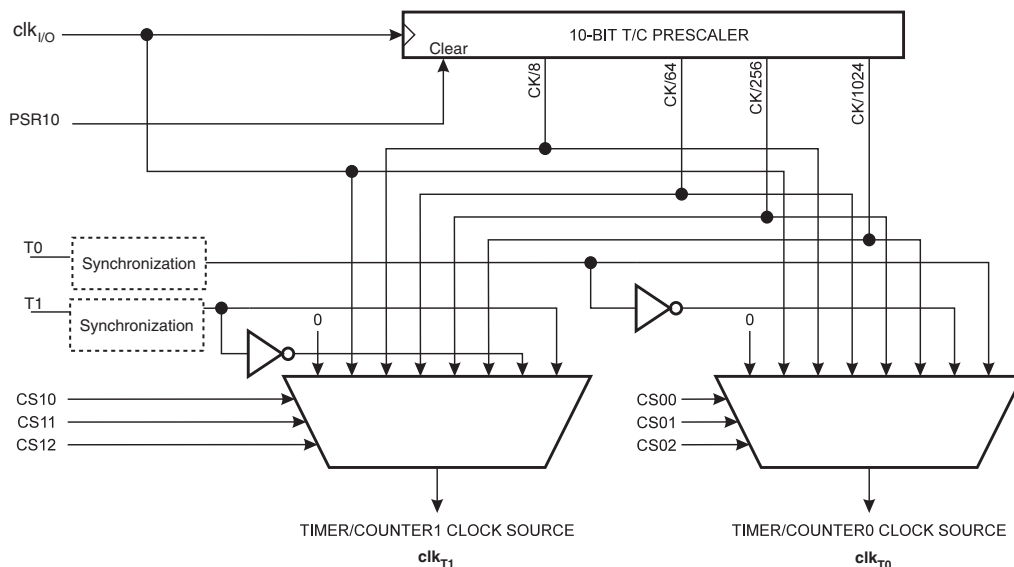 clkI/O
10-BIT T/C PRESCALER
Clear
CK/8
CK/64
CK/256
CK/1024
PSR10
T0
Synchronization
T1
Synchronization
0
0
CS10
CS11
CS12
CS00
CS01
CS02
TIMER/COUNTER1 CLOCK SOURCE
clkT1
TIMER/COUNTER0 CLOCK SOURCE
clkT0